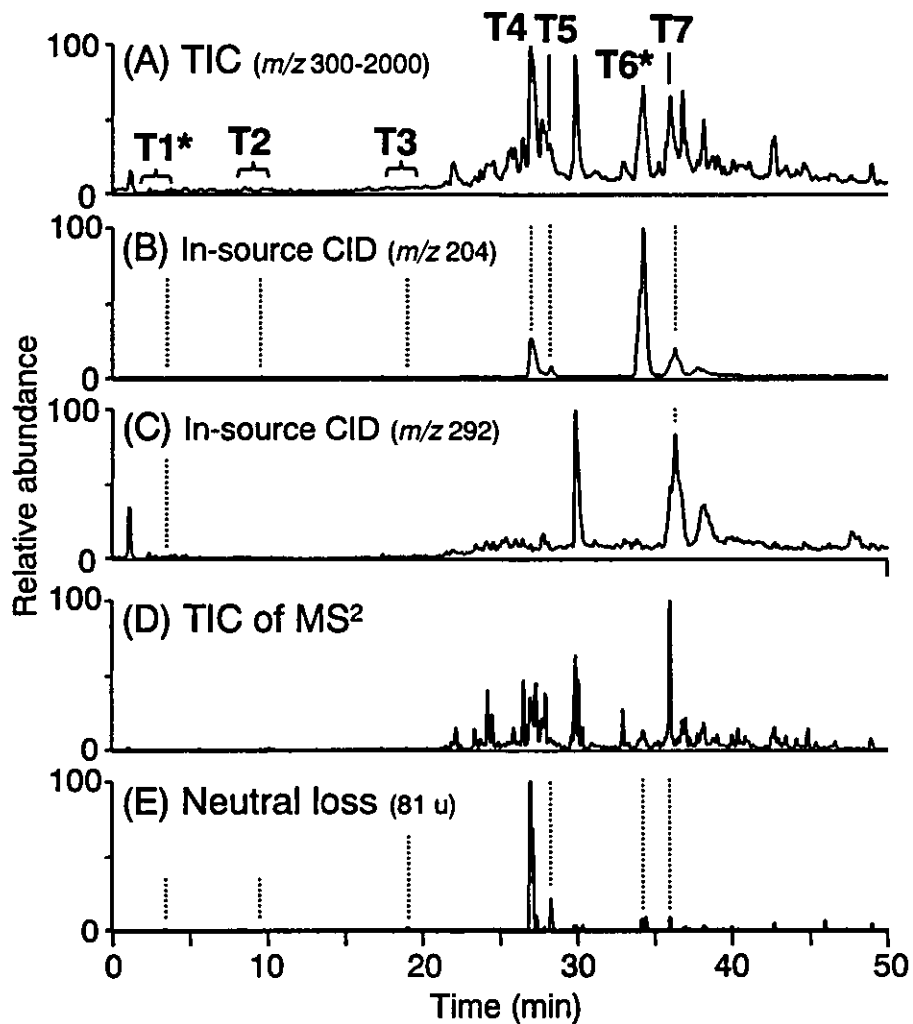 T4 T5 T7
T6*
100
(A) TIC (m/z 300-2000)
T1* T2 T3
0
100
(B) In-source CID (m/z 204)
0
100
(C) In-source CID (m/z 292)
0
100
(D) TIC of MS²
0
100
(E) Neutral loss (81 u)
0
0 10 20 30 40 50
Time (min)
Relative abundance